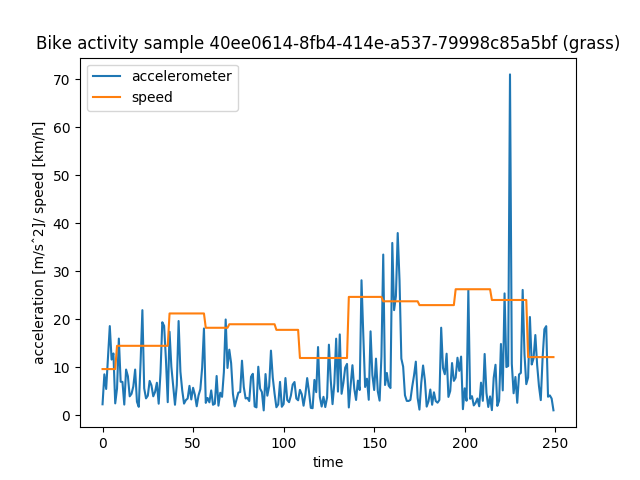 Bike activity sample 40ee0614-8fb4-414e-a537-79998c85a5bf (grass)
accelerometer
speed
acceleration [m/s^2]/ speed [km/h]
70
60
50
40
30
20
10
0
0
50
100
150
200
250
time